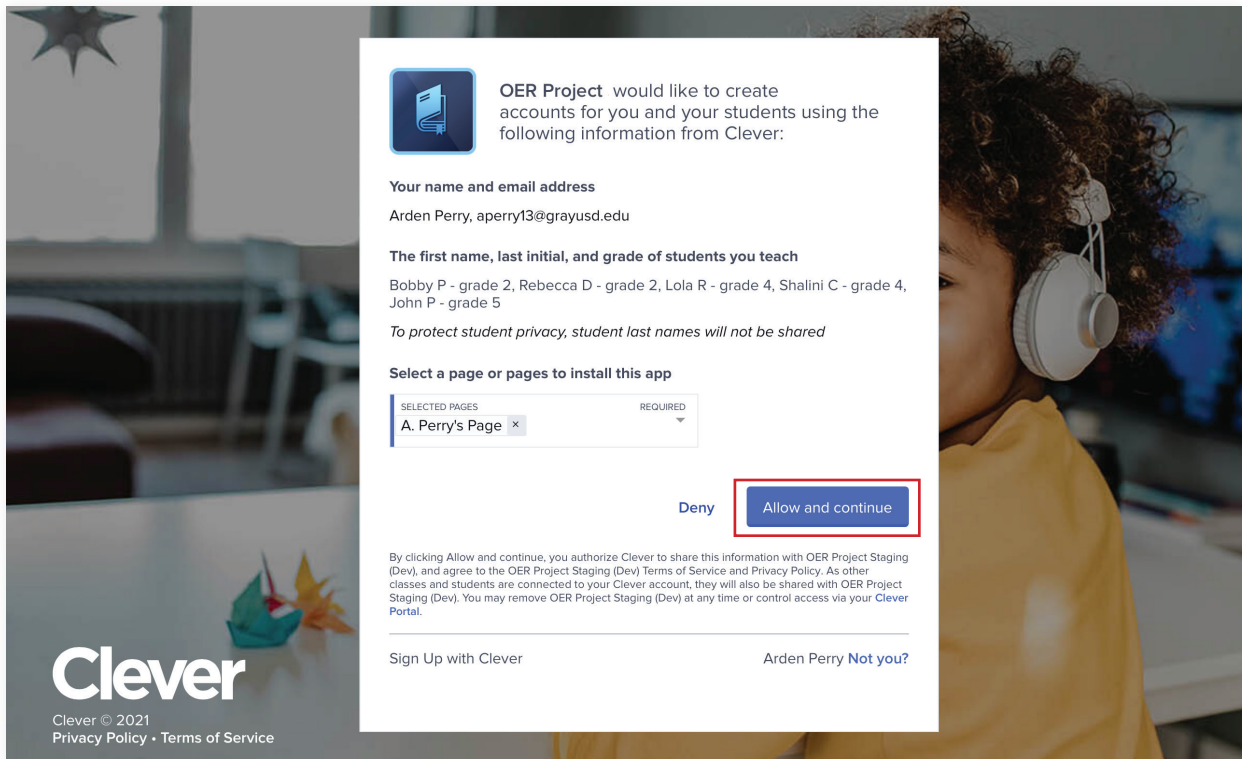 OER Project would like to create
accounts for you and your students using the
following information from Clever:
Your name and email address
Arden Perry, aperry13@grayusd.edu
The first name, last initial, and grade of students you teach
Bobby P - grade 2, Rebecca D - grade 2, Lola R - grade 4, Shalini C - grade 4,
John P - grade 5
To protect student privacy, student last names will not be shared
Select a page or pages to install this app
SELECTED PAGES REQUIRED
A. Perry's Page ×
Deny Allow and continue
By clicking Allow and continue, you authorize Clever to share this information with OER Project Staging
(Dev), and agree to the OER Project Staging (Dev) Terms of Service and Privacy Policy. As other
classes and students are connected to your Clever account, they will also be shared with OER Project
Staging (Dev). You may remove OER Project Staging (Dev) at any time or control access via your Clever
Portal.
Sign Up with Clever Arden Perry Not you?
Clever
Clever © 2021
Privacy Policy • Terms of Service